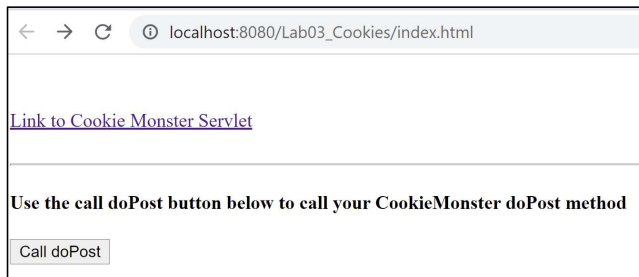 localhost:8080/Lab03_Cookies/index.html
Link to Cookie Monster Servlet
Use the call doPost button below to call your CookieMonster doPost method
Call doPost